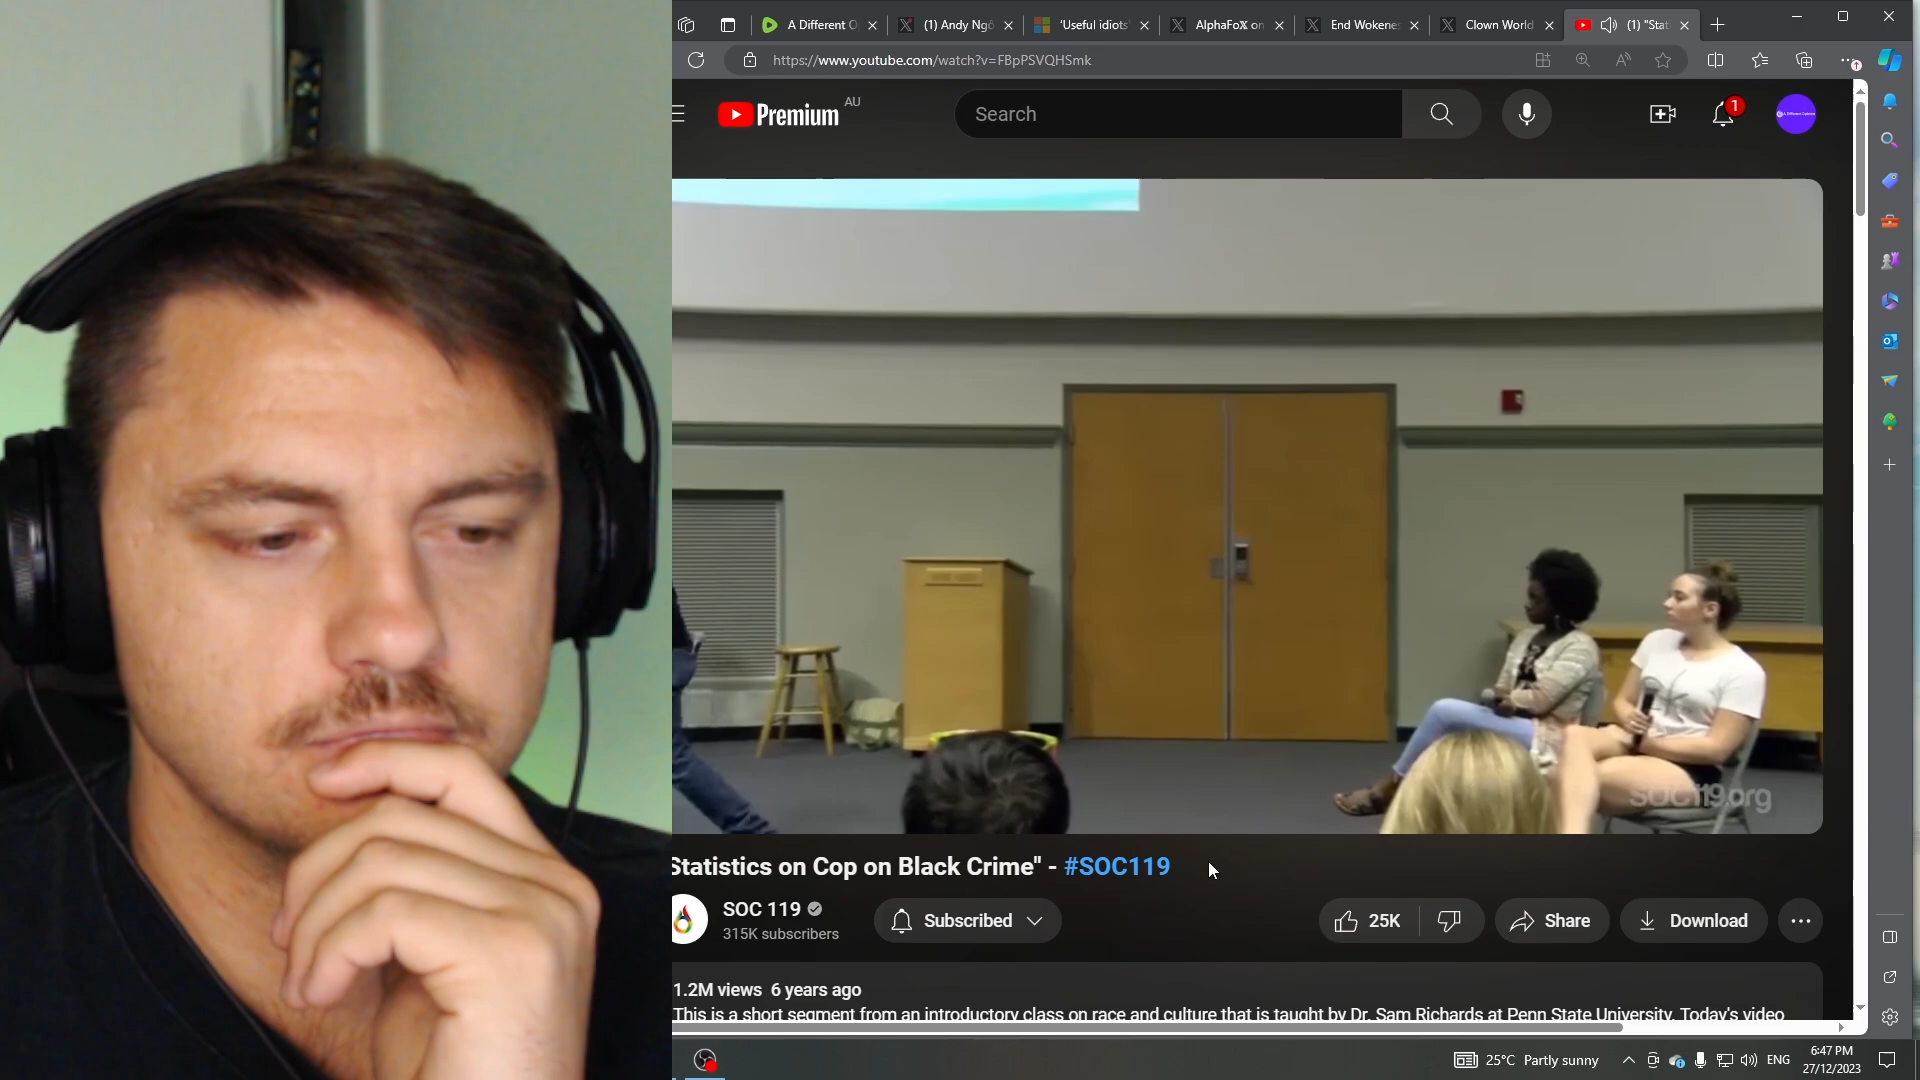 A Different O
(1) Andy Ngô
'Useful idiots'
AlphaFoX on
End Wokenes
Clown World
(1) "Stat
https://www.youtube.com/watch?v=FBpPSVQHSmk
Premium AU
Search
1
SOC119.org
Statistics on Cop on Black Crime" - #SOC119
SOC 119
315K subscribers
Subscribed
25K
Share
Download
1.2M views 6 years ago
This is a short segment from an introductory class on race and culture that is taught by Dr. Sam Richards at Penn State University. Today's video
25°C Partly sunny
ENG
6:47 PM
27/12/2023